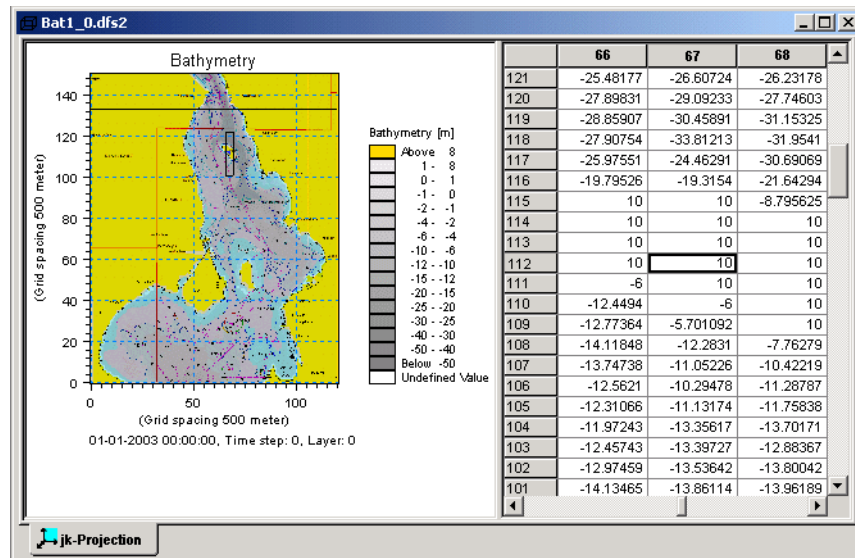 Bat1_0.dfs2
Bathymetry
140
120
100
80
60
40
20
0
(Grid spacing 500 meter)
0 50 100
(Grid spacing 500 meter)
01-01-2003 00:00:00, Time step: 0, Layer: 0
Bathymetry [m]
Above 8
1 - 8
0 - 1
-1 - 0
-2 - -1
-4 - -2
-6 - -4
-10 - -6
-12 - -10
-15 - -12
-20 - -15
-25 - -20
-30 - -25
-40 - -30
-50 - -40
Below -50
Undefined Value
66 67 68
121 -25.48177 -26.60724 -26.23178
120 -27.89831 -29.09233 -27.74603
119 -28.85907 -30.45891 -31.15325
118 -27.90754 -33.81213 -31.9541
117 -25.97551 -24.46291 -30.69069
116 -19.79526 -19.3154 -21.64294
115 10 10 -8.795625
114 10 10 10
113 10 10 10
112 10 10 10
111 -6 10 10
110 -12.4494 -6 10
109 -12.77364 -5.701092 10
108 -14.11848 -12.2831 -7.76279
107 -13.74738 -11.05226 -10.42219
106 -12.5621 -10.29478 -11.28787
105 -12.31066 -11.13174 -11.75838
104 -11.97243 -13.35617 -13.70171
103 -12.45743 -13.39727 -12.88367
102 -12.97459 -13.53642 -13.80042
101 -14.13465 -13.86114 -13.96189
jk-Projection